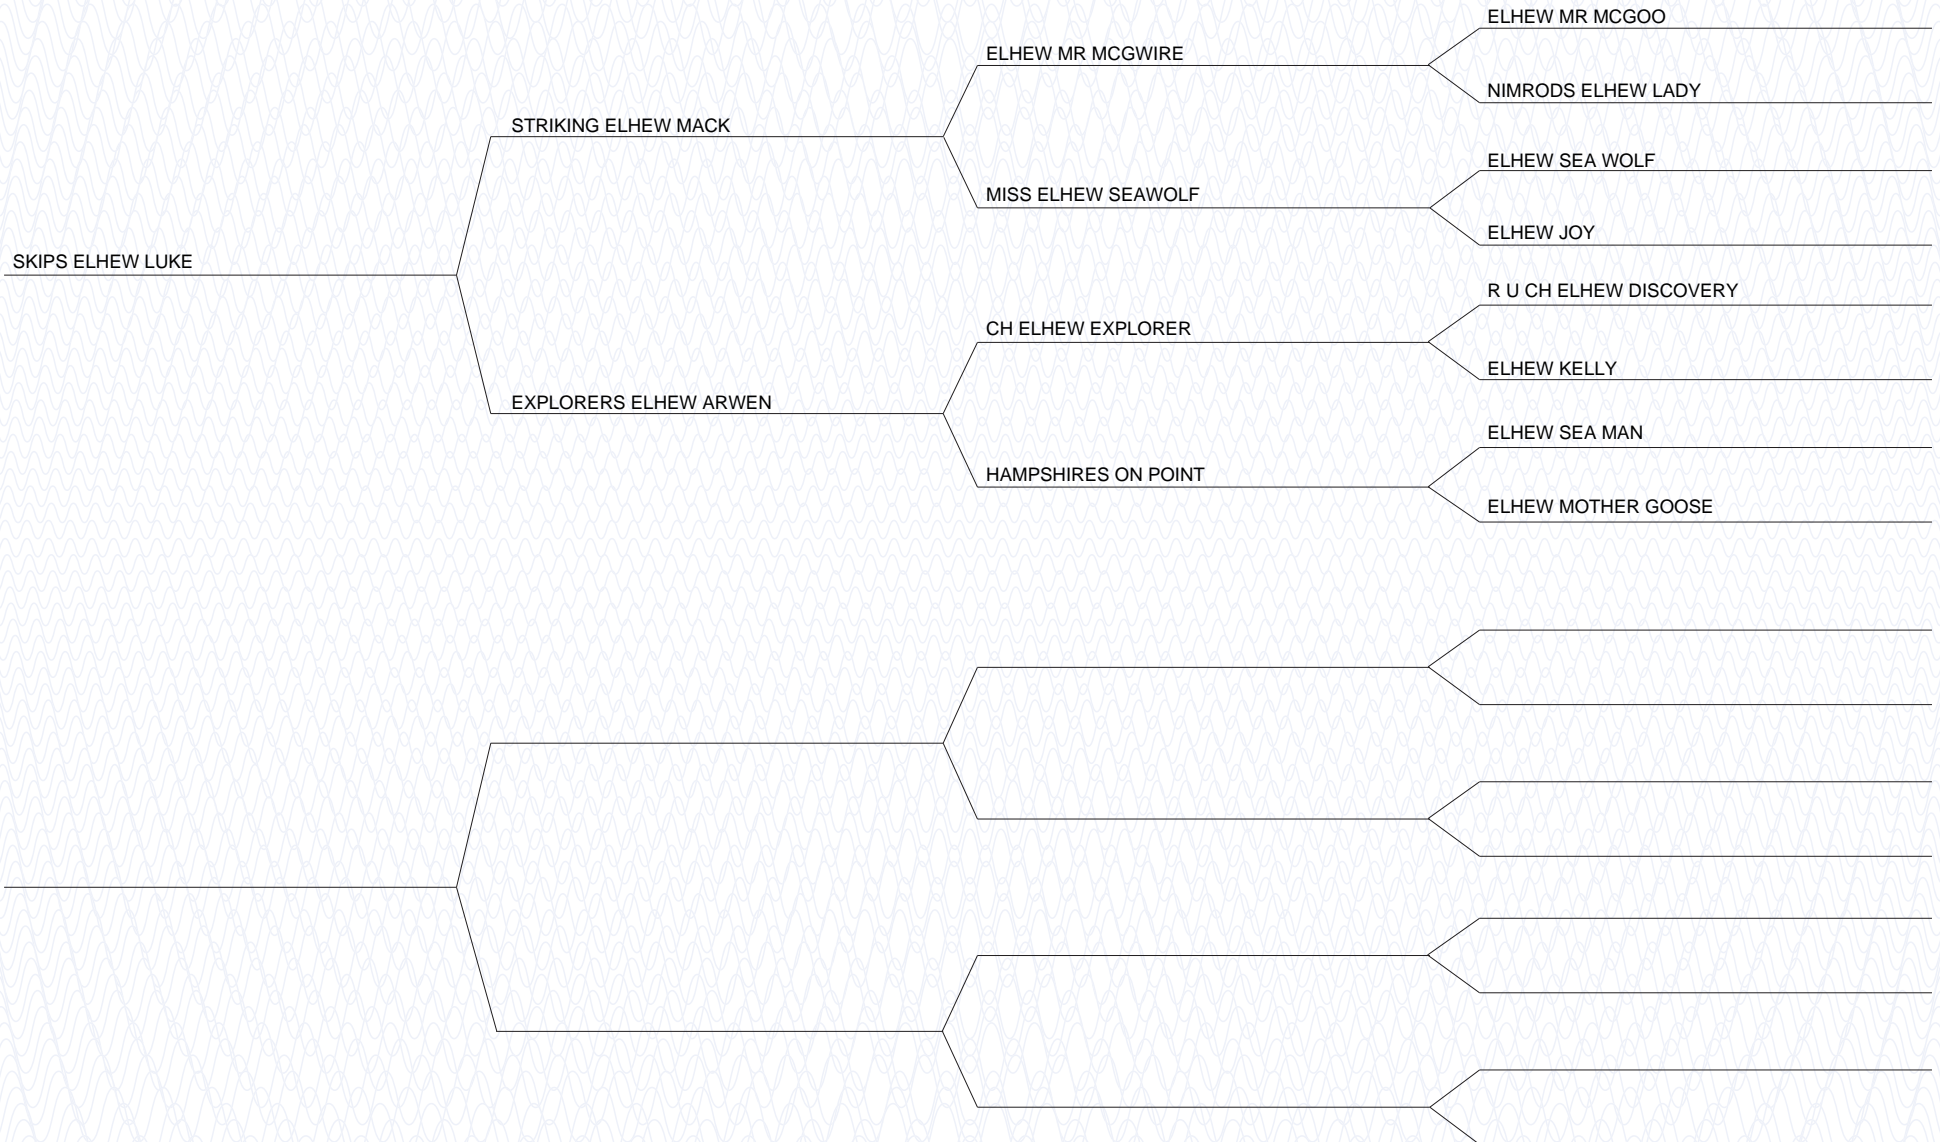 ELHEW MR MCGOO
ELHEW MR MCGWIRE
NIMRODS ELHEW LADY
STRIKING ELHEW MACK
ELHEW SEA WOLF
MISS ELHEW SEAWOLF
ELHEW JOY
SKIPS ELHEW LUKE
R U CH ELHEW DISCOVERY
CH ELHEW EXPLORER
ELHEW KELLY
EXPLORERS ELHEW ARWEN
ELHEW SEA MAN
HAMPSHIRES ON POINT
ELHEW MOTHER GOOSE